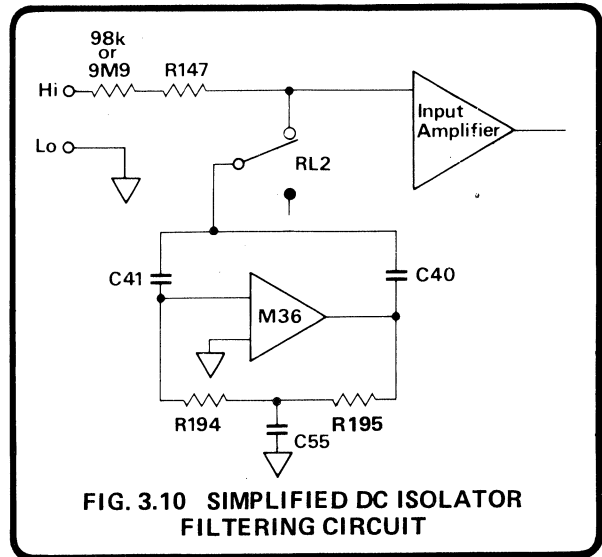 98k
or
9M9
R147
Hi
Lo
RL2
Input
Amplifier
C41
C40
M36
R194
R195
C55
FIG. 3.10 SIMPLIFIED DC ISOLATOR
FILTERING CIRCUIT